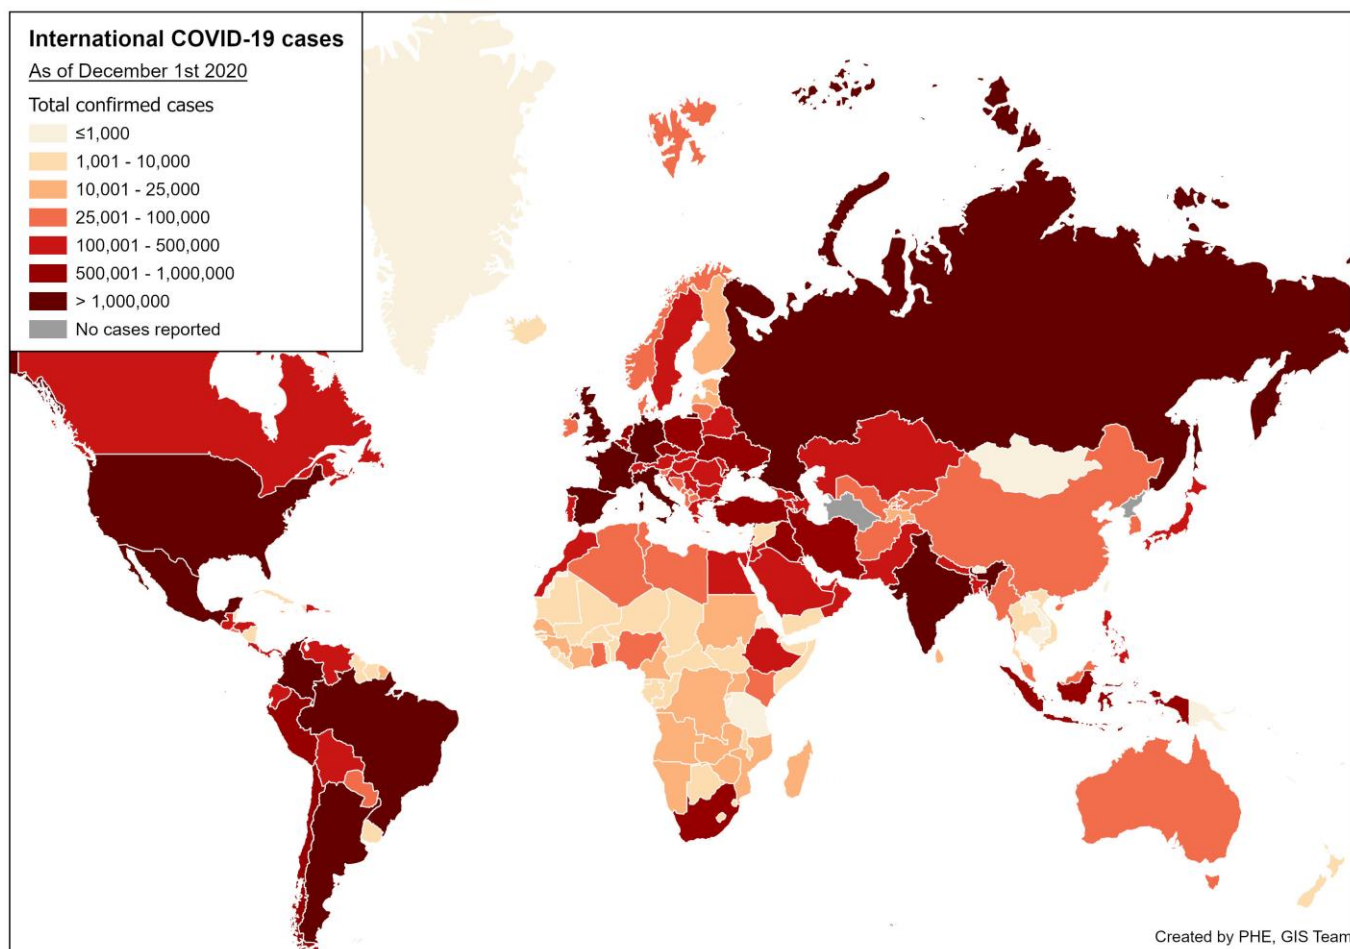 International COVID-19 cases
As of December 1st 2020
Total confirmed cases
≤1,000
1,001 - 10,000
10,001 - 25,000
25,001 - 100,000
100,001 - 500,000
500,001 - 1,000,000
> 1,000,000
No cases reported
Created by PHE, GIS Team